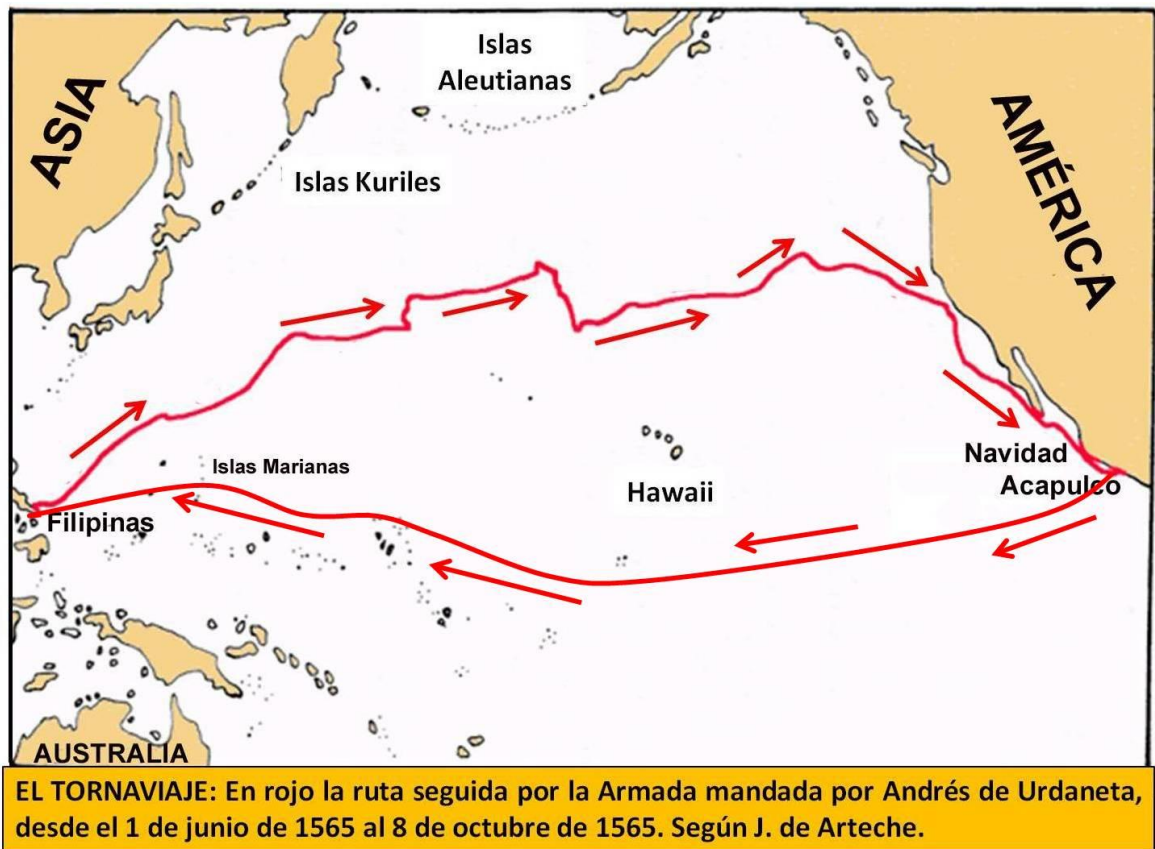 Islas
Aleutianas
ASIA
AMÉRICA
Islas Kuriles
Islas Marianas
Navidad
Acapulco
Hawaii
Filipinas
AUSTRALIA
EL TORNAVIAJE: En rojo la ruta seguida por la Armada mandada por Andrés de Urdaneta,
desde el 1 de junio de 1565 al 8 de octubre de 1565. Según J. de Arteche.